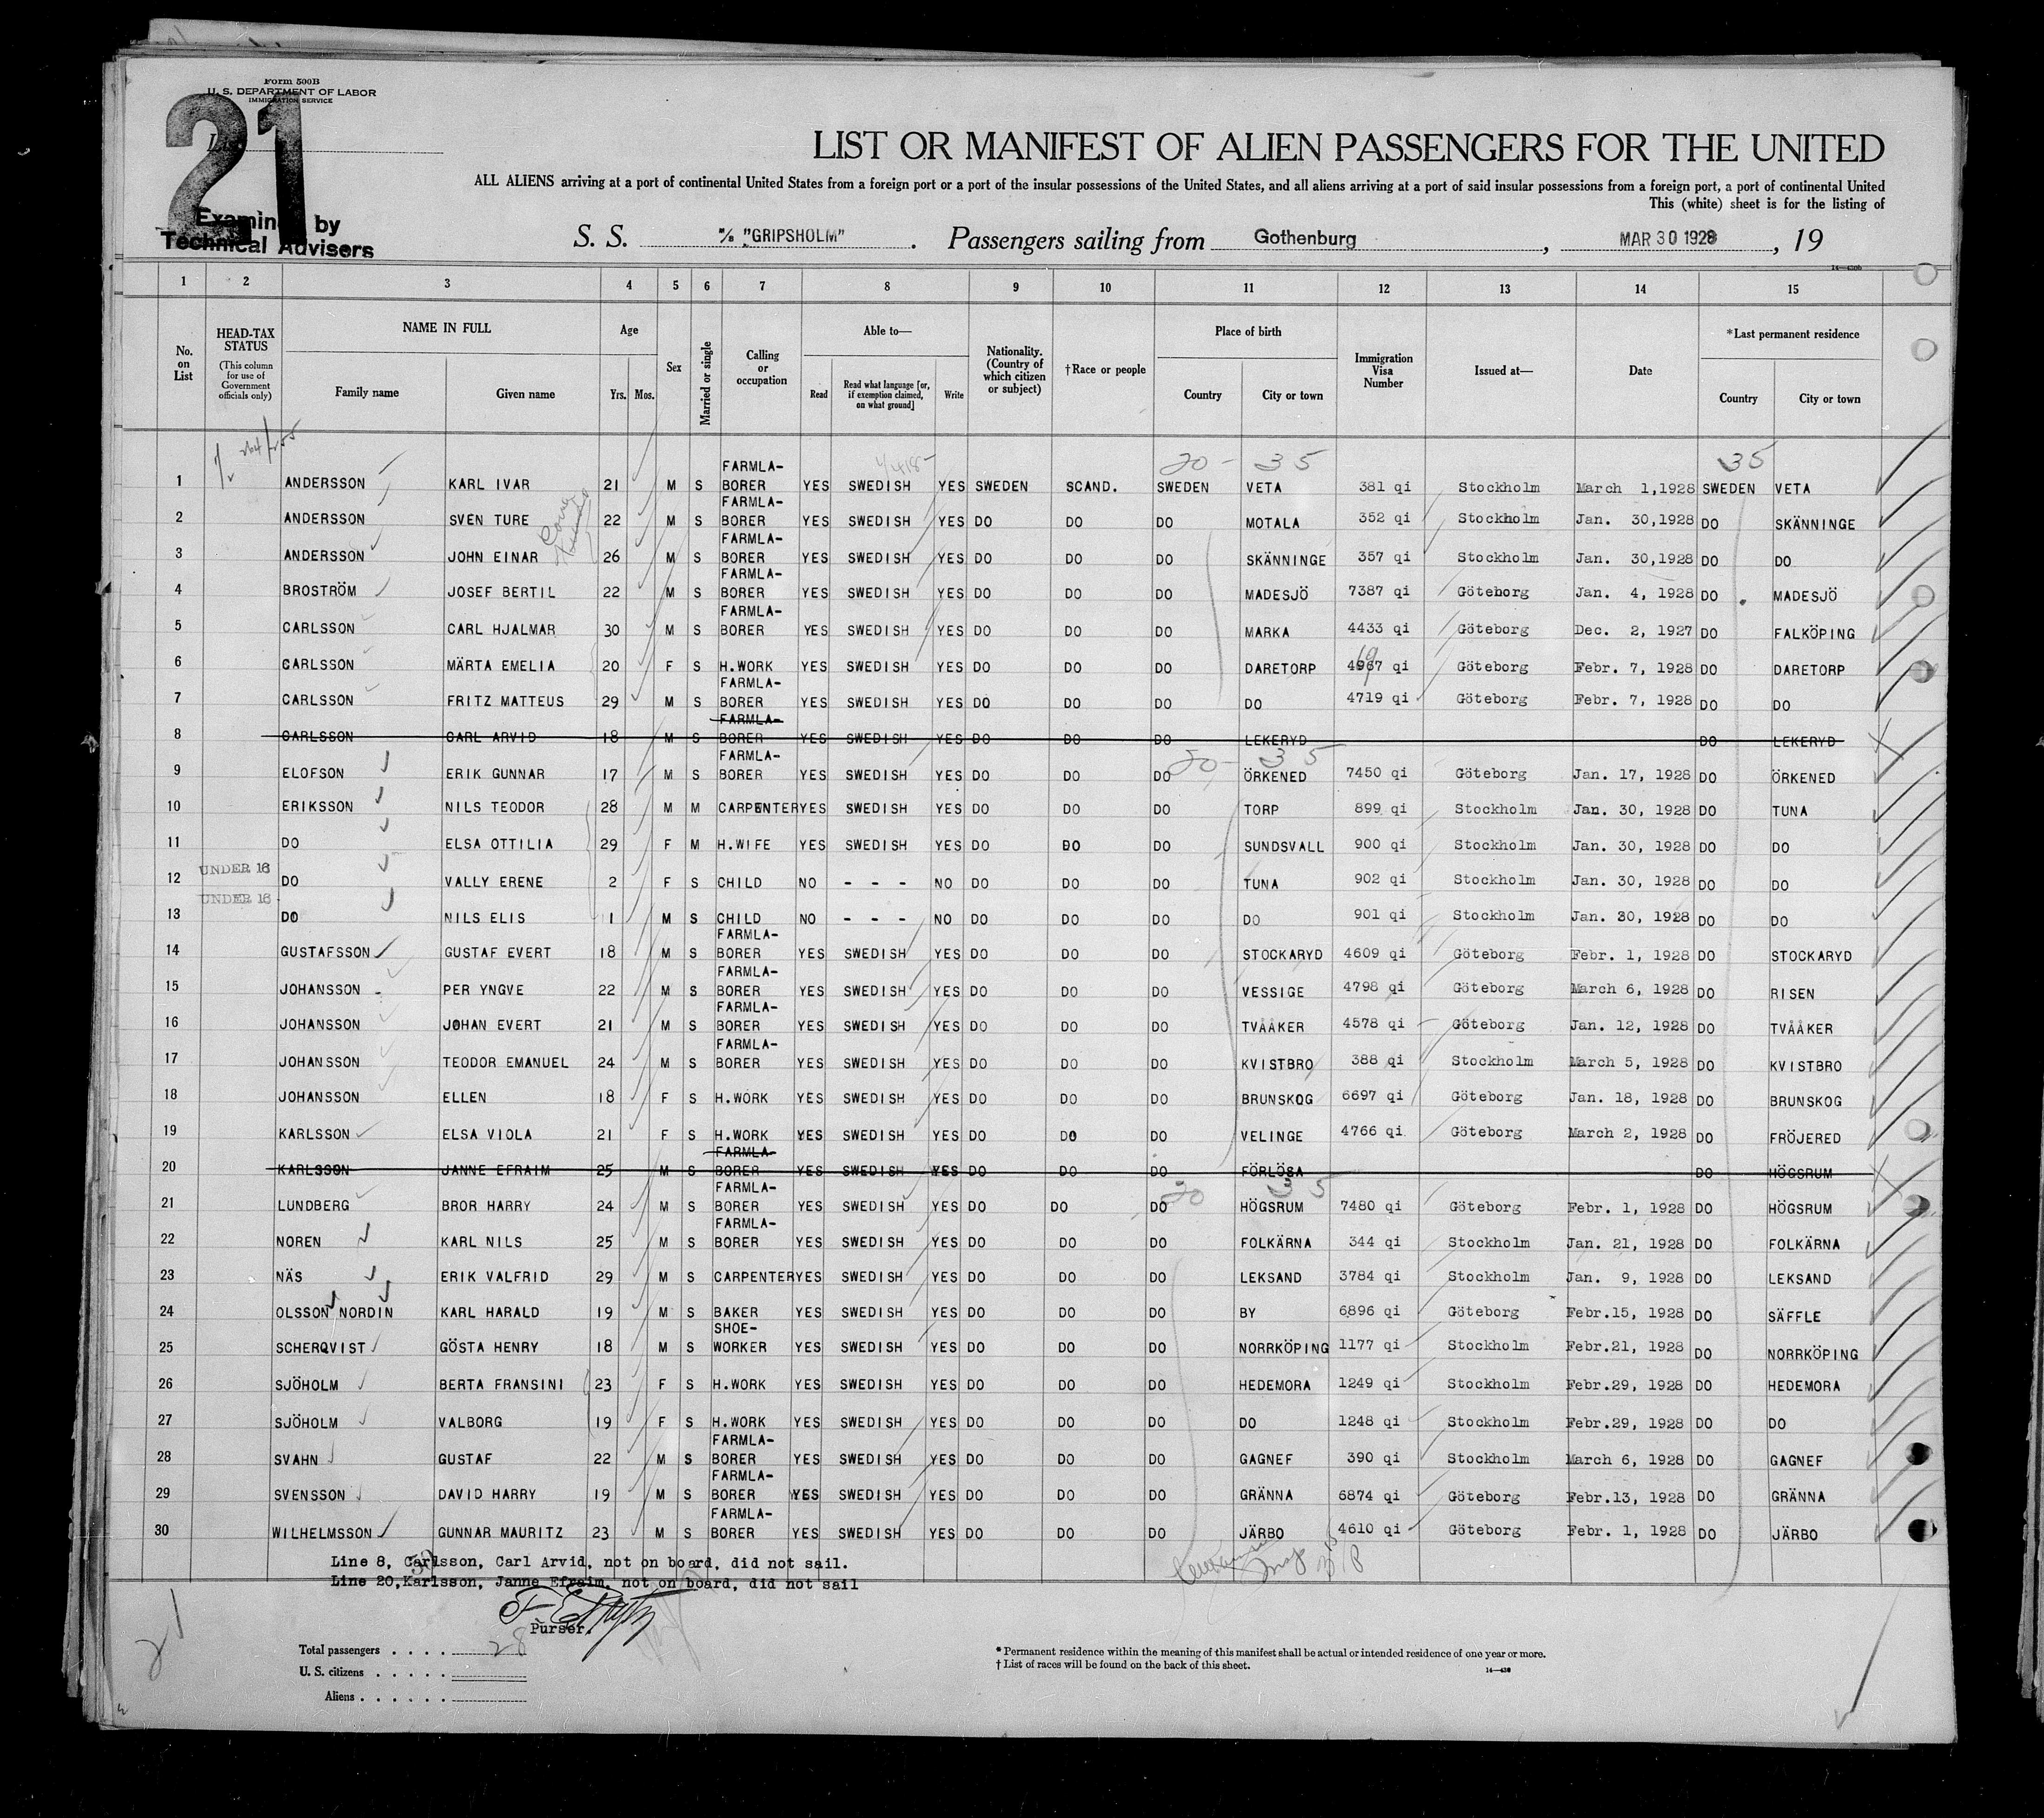 Form 500B
U. S. DEPARTMENT OF LABOR
IMMIGRATION SERVICE
21
Examined by
Technical Advisers
LIST OR MANIFEST OF ALIEN PASSENGERS FOR THE UNITED
ALL ALIENS arriving at a port of continental United States from a foreign port or a port of the insular possessions of the United States, and all aliens arriving at a port of said insular possessions from a foreign port, a port of continental United
This (white) sheet is for the listing of
S. S. M/S "GRIPSHOLM" . Passengers sailing from Gothenburg , MAR 30 1928 , 19
1 2 3 4 5 6 7 8 9 10 11 12 13 14 15
No. on List
HEAD-TAX STATUS
(This column for use of Government officials only)
NAME IN FULL
Family name
Given name
Age
Yrs. Mos.
Sex
Married or single
Calling or occupation
Able to—
Read
Read what language [or, if exemption claimed, on what ground]
Write
Nationality. (Country of which citizen or subject)
†Race or people
Place of birth
Country
City or town
Immigration Visa Number
Issued at—
Date
*Last permanent residence
Country
City or town
20 - 35 35
1 ANDERSSON KARL IVAR 21 M S FARMLA-BORER YES SWEDISH YES SWEDEN SCAND. SWEDEN VETA 381 qi Stockholm March 1,1928 SWEDEN VETA
2 ANDERSSON SVEN TURE 22 M S FARMLA-BORER YES SWEDISH YES DO DO DO MOTALA 352 qi Stockholm Jan. 30,1928 DO SKÄNNINGE
3 ANDERSSON JOHN EINAR 26 M S FARMLA-BORER YES SWEDISH YES DO DO DO SKÄNNINGE 357 qi Stockholm Jan. 30,1928 DO DO
4 BROSTRÖM JOSEF BERTIL 22 M S FARMLA-BORER YES SWEDISH YES DO DO DO MADESJÖ 7387 qi Göteborg Jan. 4, 1928 DO MADESJÖ
5 CARLSSON CARL HJALMAR 30 M S FARMLA-BORER YES SWEDISH YES DO DO DO MARKA 4433 qi Göteborg Dec. 2, 1927 DO FALKÖPING
6 CARLSSON MÄRTA EMELIA 20 F S H.WORK YES SWEDISH YES DO DO DO DARETORP qi Göteborg Febr. 7, 1928 DO DARETORP
7 CARLSSON FRITZ MATTEUS 29 M S FARMLA-BORER YES SWEDISH YES DO DO DO DO 4719 qi Göteborg Febr. 7, 1928 DO DO
8 CARLSSON CARL ARVID 18 M S FARMLA-BORER YES SWEDISH YES DO DO DO LEKERYD DO LEKERYD
20- 35
9 ELOFSON ERIK GUNNAR 17 M S FARMLA-BORER YES SWEDISH YES DO DO DO ÖRKENED 7450 qi Göteborg Jan. 17, 1928 DO ÖRKENED
10 ERIKSSON NILS TEODOR 28 M M CARPENTER YES SWEDISH YES DO DO DO TORP 899 qi Stockholm Jan. 30, 1928 DO TUNA
11 DO ELSA OTTILIA 29 F M H.WIFE YES SWEDISH YES DO DO DO SUNDSVALL 900 qi Stockholm Jan. 30, 1928 DO DO
12 UNDER 16 DO VALLY ERENE 2 F S CHILD NO - - - NO DO DO DO TUNA 902 qi Stockholm Jan. 30, 1928 DO DO
13 UNDER 16 DO NILS ELIS 1 M S CHILD NO - - - NO DO DO DO DO 901 qi Stockholm Jan. 30, 1928 DO DO
14 GUSTAFSSON GUSTAF EVERT 18 M S FARMLA-BORER YES SWEDISH YES DO DO DO STOCKARYD 4609 qi Göteborg Febr. 1, 1928 DO STOCKARYD
15 JOHANSSON PER YNGVE 22 M S FARMLA-BORER YES SWEDISH YES DO DO DO VESSIGE 4798 qi Göteborg March 6, 1928 DO RISEN
16 JOHANSSON JOHAN EVERT 21 M S FARMLA-BORER YES SWEDISH YES DO DO DO TVÅÅKER 4578 qi Göteborg Jan. 12, 1928 DO TVÅÅKER
17 JOHANSSON TEODOR EMANUEL 24 M S FARMLA-BORER YES SWEDISH YES DO DO DO KVISTBRO 388 qi Stockholm March 5, 1928 DO KVISTBRO
18 JOHANSSON ELLEN 18 F S H.WORK YES SWEDISH YES DO DO DO BRUNSKOG 6697 qi Göteborg Jan. 18, 1928 DO BRUNSKOG
19 KARLSSON ELSA VIOLA 21 F S H.WORK YES SWEDISH YES DO DO DO VELINGE 4766 qi Göteborg March 2, 1928 DO FRÖJERED
20 KARLSSON JANNE EFRAIM 25 M S FARMLA-BORER YES SWEDISH YES DO DO DO FÖRLÖSA DO HÖGSRUM
20 35
21 LUNDBERG BROR HARRY 24 M S FARMLA-BORER YES SWEDISH YES DO DO DO HÖGSRUM 7480 qi Göteborg Febr. 1, 1928 DO HÖGSRUM
22 NOREN KARL NILS 25 M S FARMLA-BORER YES SWEDISH YES DO DO DO FOLKÄRNA 344 qi Stockholm Jan. 21, 1928 DO FOLKÄRNA
23 NÄS ERIK VALFRID 29 M S CARPENTER YES SWEDISH YES DO DO DO LEKSAND 3784 qi Stockholm Jan. 9, 1928 DO LEKSAND
24 OLSSON NORDIN KARL HARALD 19 M S BAKER YES SWEDISH YES DO DO DO BY 6896 qi Göteborg Febr.15, 1928 DO SÄFFLE
25 SCHERQVIST GÖSTA HENRY 18 M S SHOE-WORKER YES SWEDISH YES DO DO DO NORRKÖPING 1177 qi Stockholm Febr.21, 1928 DO NORRKÖPING
26 SJÖHOLM BERTA FRANSINI 23 F S H.WORK YES SWEDISH YES DO DO DO HEDEMORA 1249 qi Stockholm Febr.29, 1928 DO HEDEMORA
27 SJÖHOLM VALBORG 19 F S H.WORK YES SWEDISH YES DO DO DO DO 1248 qi Stockholm Febr.29, 1928 DO DO
28 SVAHN GUSTAF 22 M S FARMLA-BORER YES SWEDISH YES DO DO DO GAGNEF 390 qi Stockholm March 6, 1928 DO GAGNEF
29 SVENSSON DAVID HARRY 19 M S FARMLA-BORER YES SWEDISH YES DO DO DO GRÄNNA 6874 qi Göteborg Febr.13, 1928 DO GRÄNNA
30 WILHELMSSON GUNNAR MAURITZ 23 M S FARMLA-BORER YES SWEDISH YES DO DO DO JÄRBO 4610 qi Göteborg Febr. 1, 1928 DO JÄRBO
Line 8, Carlsson, Carl Arvid, not on board, did not sail.
Line 20,Karlsson, Janne Efraim, not on board, did not sail
Purser.
21
Total passengers . . . . 28
U. S. citizens . . . . .
Aliens . . . . . .
* Permanent residence within the meaning of this manifest shall be actual or intended residence of one year or more.
† List of races will be found on the back of this sheet.